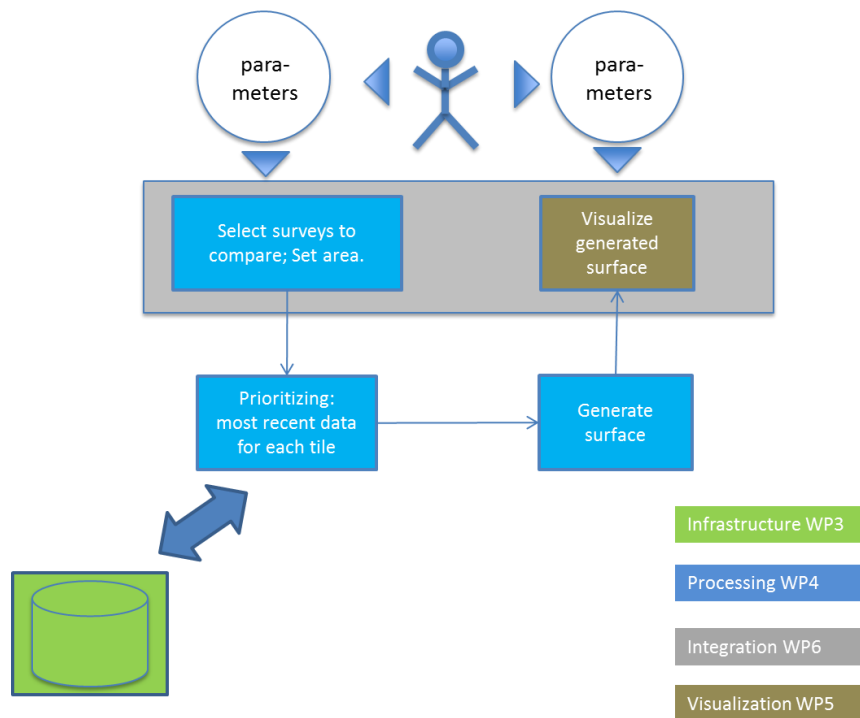 para-
meters
para-
meters
Select surveys to
compare; Set area.
Visualize
generated
surface
Prioritizing:
most recent data
for each tile
Generate
surface
Infrastructure WP3
Processing WP4
Integration WP6
Visualization WP5